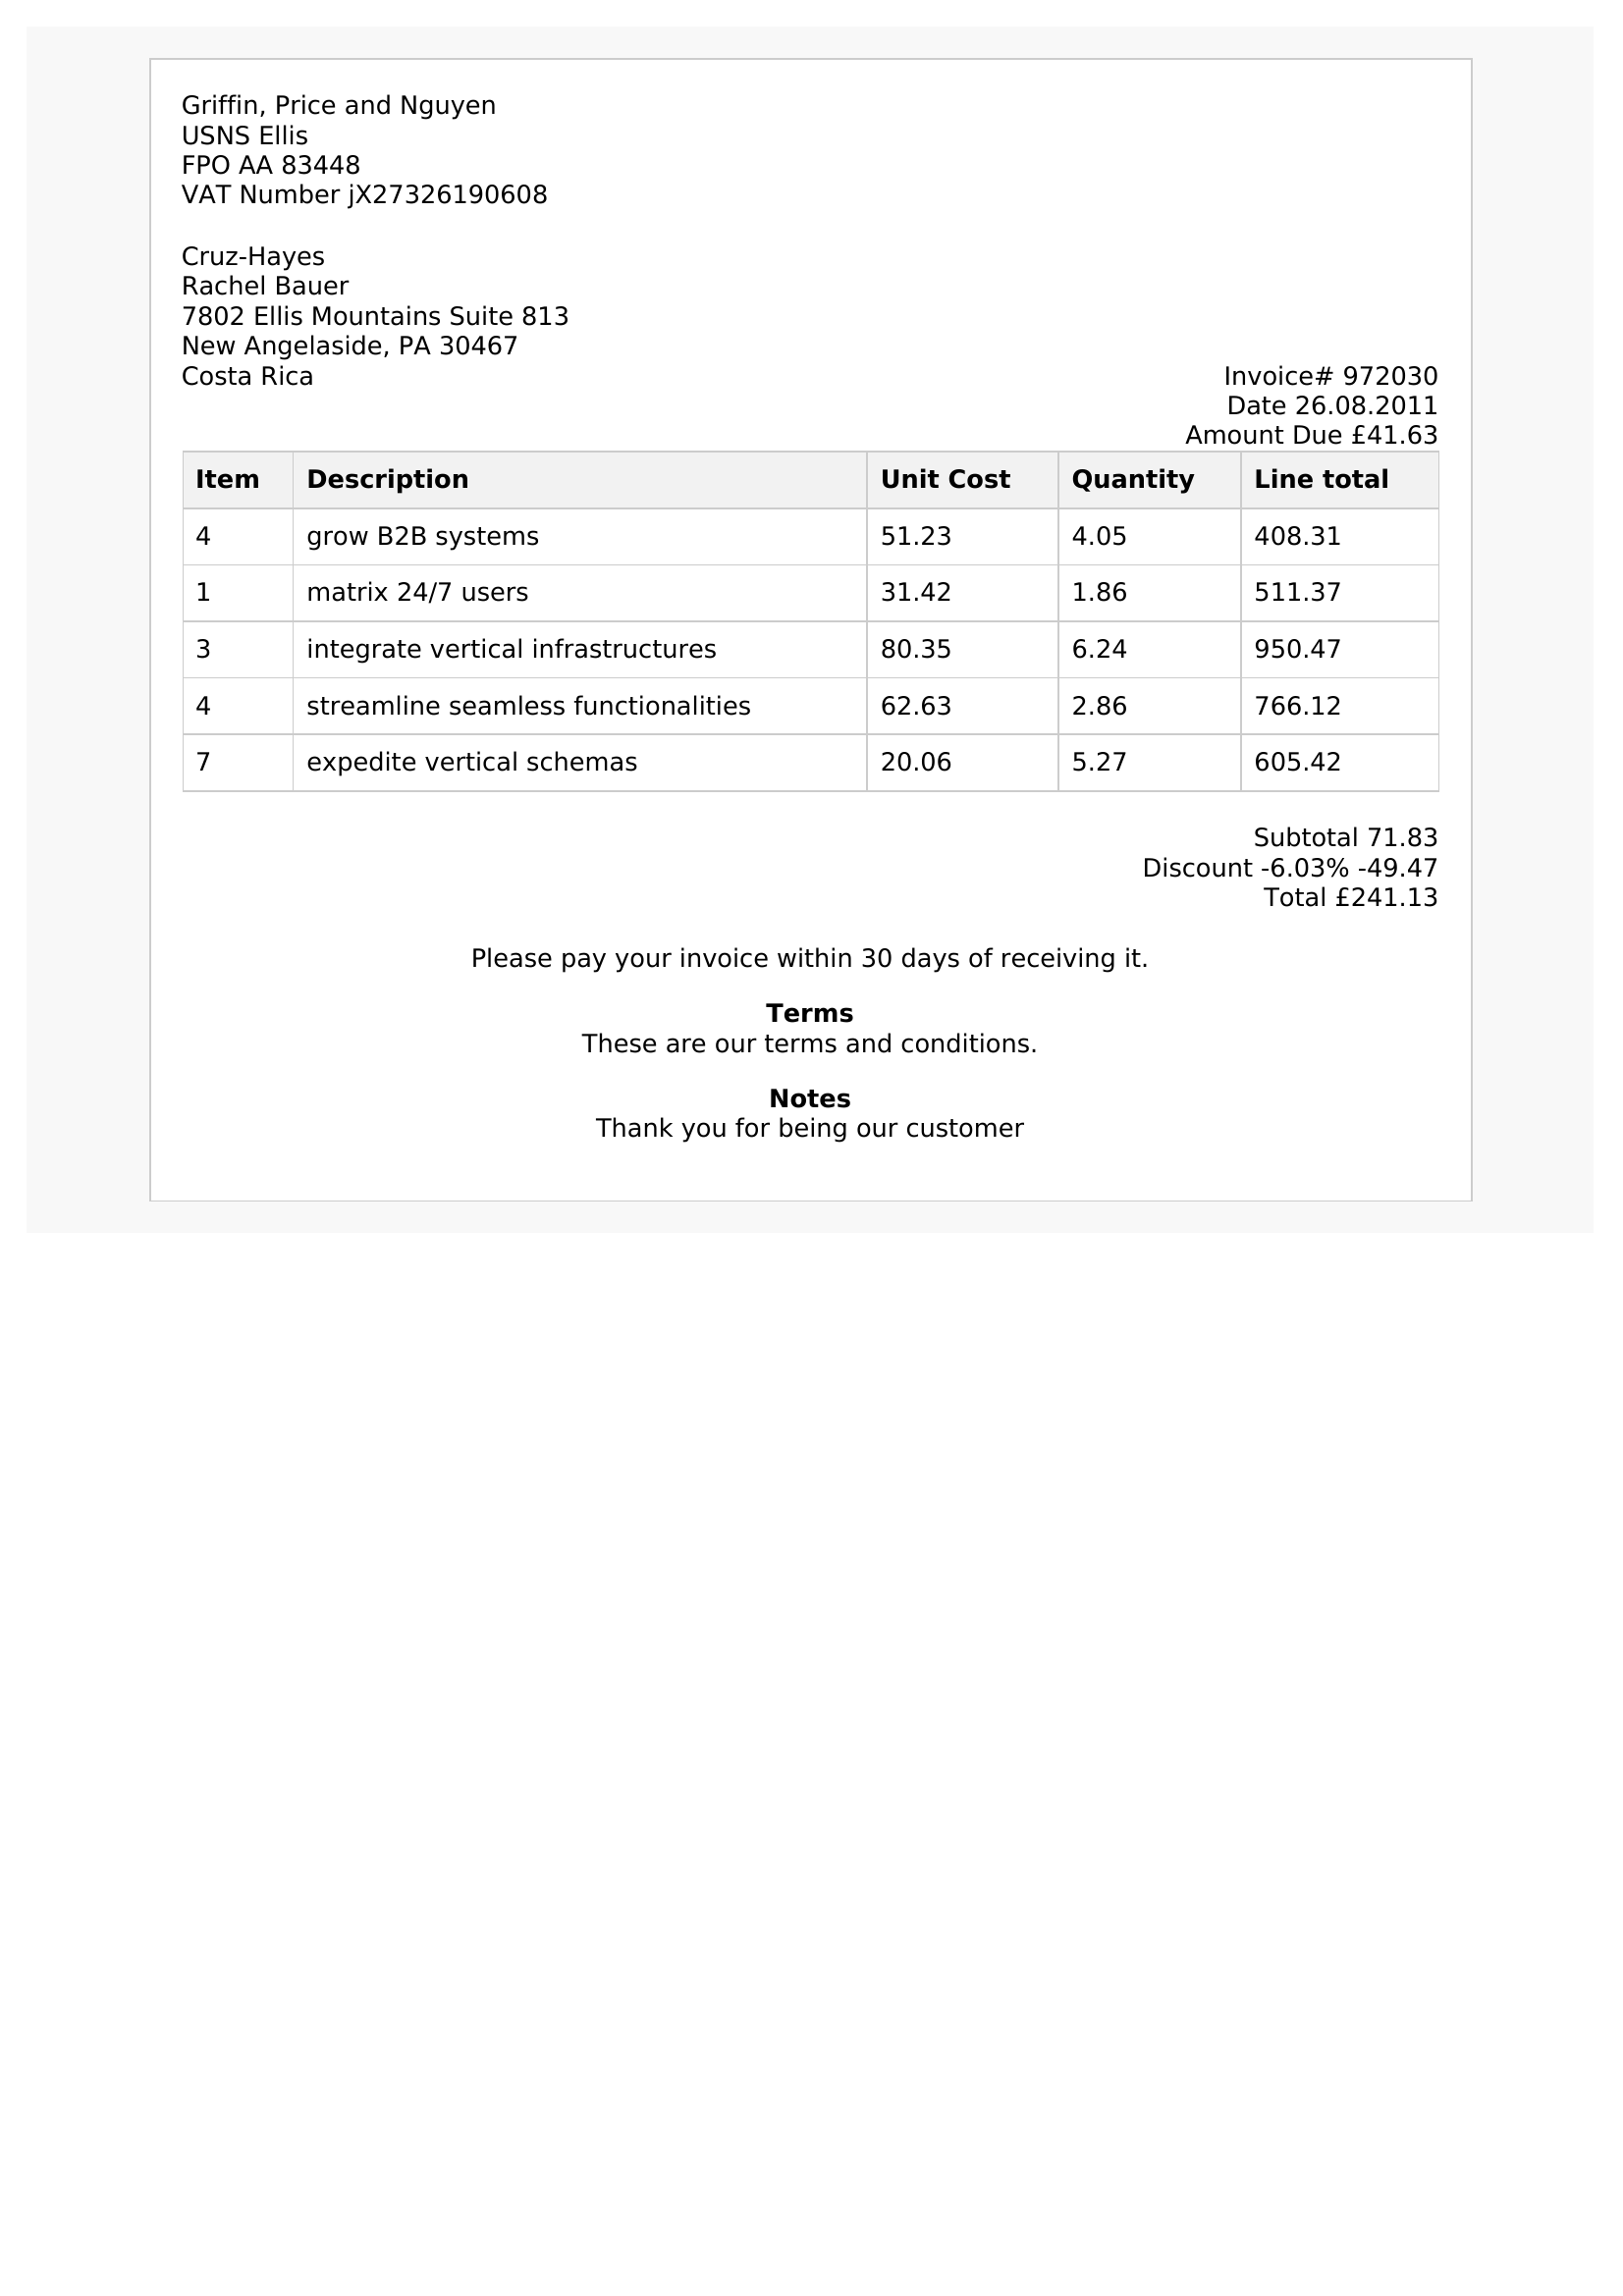 Griffin, Price and Nguyen
USNS Ellis
FPO AA 83448
VAT Number jX27326190608
Cruz-Hayes
Rachel Bauer
7802 Ellis Mountains Suite 813
New Angelaside, PA 30467
Costa Rica
Invoice# 972030
Date 26.08.2011
Amount Due £41.63
Item Description Unit Cost Quantity Line total
4 grow B2B systems 51.23 4.05 408.31
1 matrix 24/7 users 31.42 1.86 511.37
3 integrate vertical infrastructures 80.35 6.24 950.47
4 streamline seamless functionalities 62.63 2.86 766.12
7 expedite vertical schemas 20.06 5.27 605.42
Subtotal 71.83
Discount -6.03% -49.47
Total £241.13
Please pay your invoice within 30 days of receiving it.
Terms
These are our terms and conditions.
Notes
Thank you for being our customer